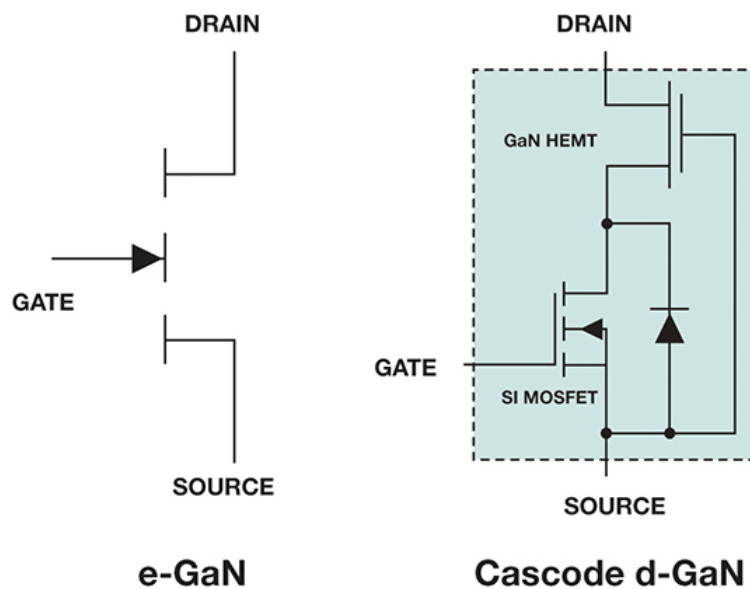 DRAIN
GATE
SOURCE
e-GaN
DRAIN
GaN HEMT
GATE
SI MOSFET
SOURCE
Cascode d-GaN